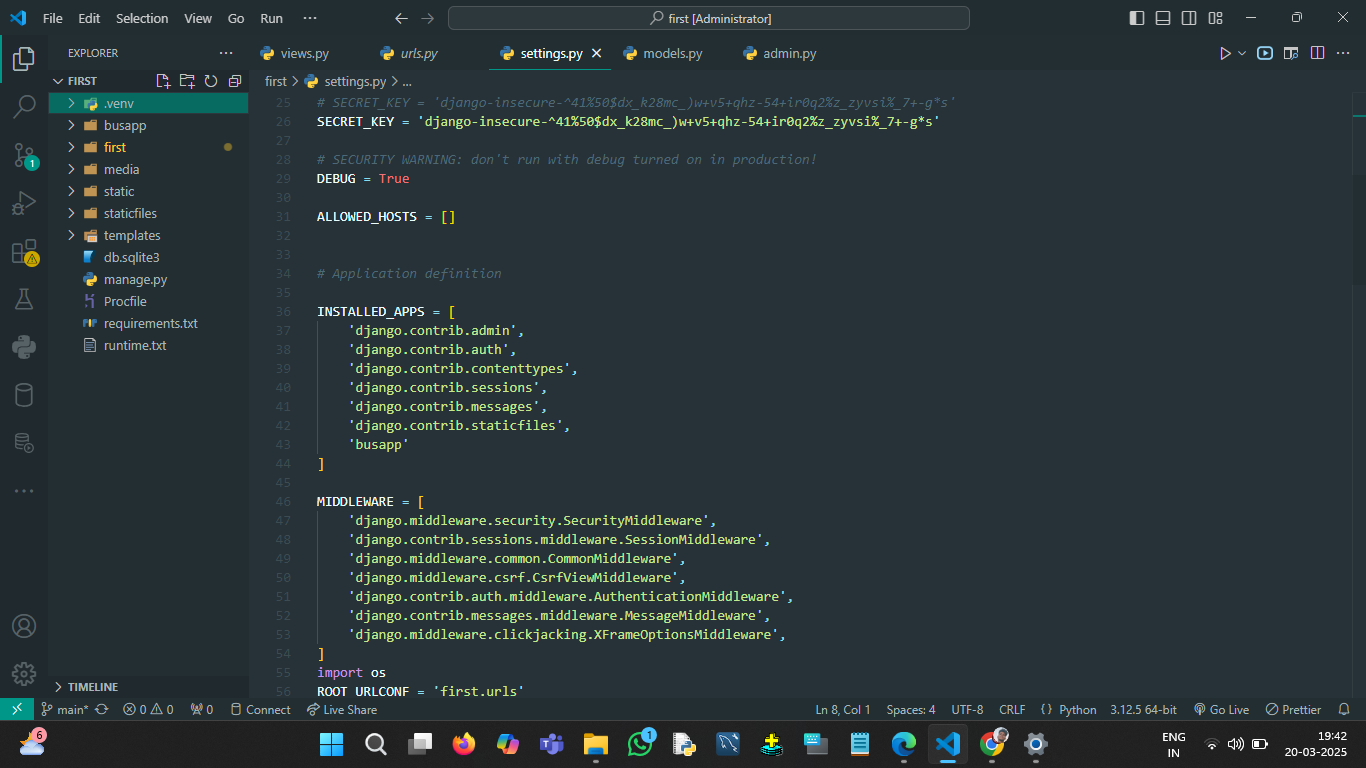 File Edit Selection View Go Run ···
first [Administrator]
EXPLORER
FIRST
.venv
busapp
first
media
static
staticfiles
templates
db.sqlite3
manage.py
Procfile
requirements.txt
runtime.txt
TIMELINE
1
views.py urls.py settings.py models.py admin.py
first > settings.py > ...
25 # SECRET_KEY = 'django-insecure-^41%50$dx_k28mc_)w+v5+qhz-54+ir0q2%z_zyvsi%_7+-g*s'
26 SECRET_KEY = 'django-insecure-^41%50$dx_k28mc_)w+v5+qhz-54+ir0q2%z_zyvsi%_7+-g*s'
27
28 # SECURITY WARNING: don't run with debug turned on in production!
29 DEBUG = True
30
31 ALLOWED_HOSTS = []
32
33
34 # Application definition
35
36 INSTALLED_APPS = [
37 'django.contrib.admin',
38 'django.contrib.auth',
39 'django.contrib.contenttypes',
40 'django.contrib.sessions',
41 'django.contrib.messages',
42 'django.contrib.staticfiles',
43 'busapp'
44 ]
45
46 MIDDLEWARE = [
47 'django.middleware.security.SecurityMiddleware',
48 'django.contrib.sessions.middleware.SessionMiddleware',
49 'django.middleware.common.CommonMiddleware',
50 'django.middleware.csrf.CsrfViewMiddleware',
51 'django.contrib.auth.middleware.AuthenticationMiddleware',
52 'django.contrib.messages.middleware.MessageMiddleware',
53 'django.middleware.clickjacking.XFrameOptionsMiddleware',
54 ]
55 import os
56 ROOT_URLCONF = 'first.urls'
main* 0 0 0 Connect Live Share Ln 8, Col 1 Spaces: 4 UTF-8 CRLF {} Python 3.12.5 64-bit Go Live Prettier
6
1
ENG
IN
19:42
20-03-2025